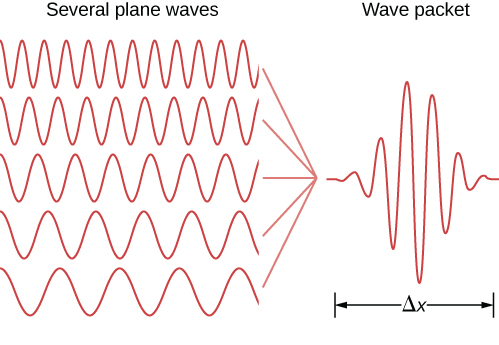 Several plane waves
Wave packet
Δx